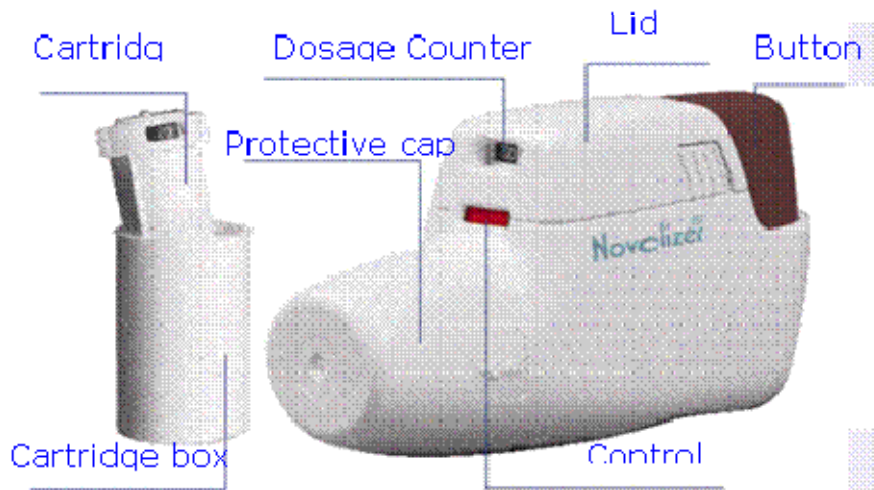 Cartridg
Dosage Counter
Lid
Button
Protective cap
Novolizer
Cartridge box
Control